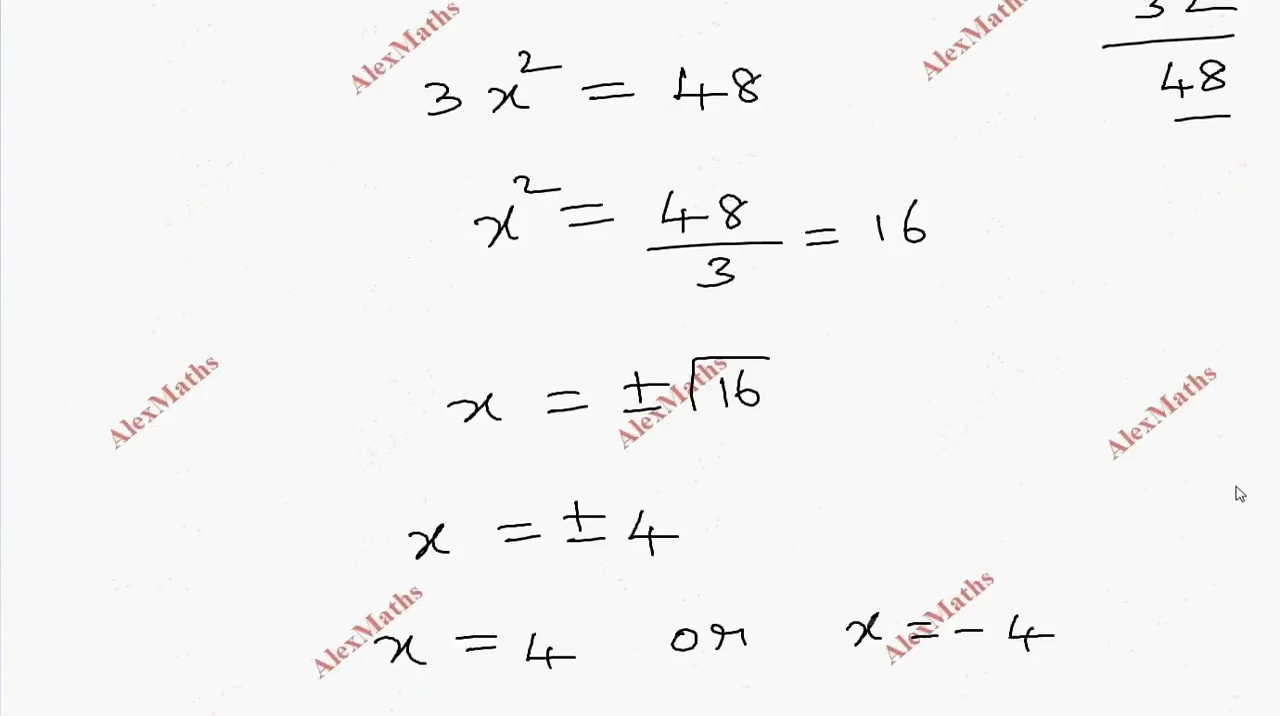 AlexMaths AlexMaths
3x² = 48
48
x² = 48/3 = 16
AlexMaths AlexMaths AlexMaths
x = ±√16
x = ± 4
AlexMaths AlexMaths
x = 4 or x = - 4